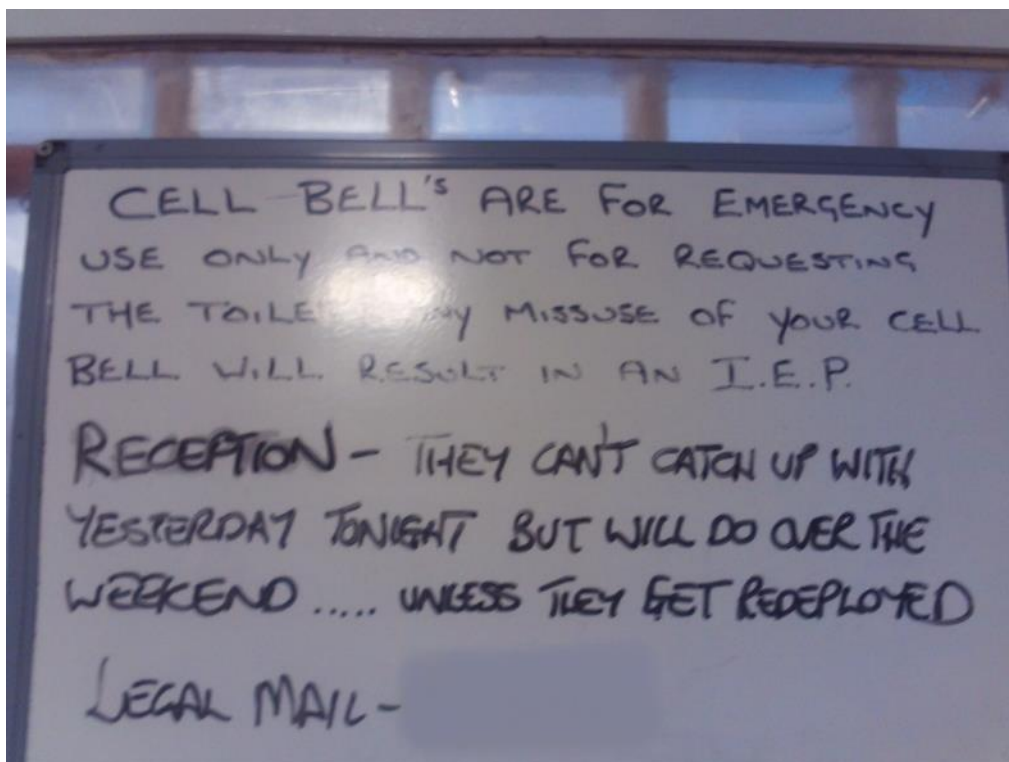 CELL BELL'S ARE FOR EMERGENCY
USE ONLY AND NOT FOR REQUESTING
THE TOILET ANY MISSUSE OF YOUR CELL
BELL WILL RESULT IN AN I.E.P.
RECEPTION - THEY CAN'T CATCH UP WITH
YESTERDAY TONIGHT BUT WILL DO OVER THE
WEEKEND ..... UNLESS THEY GET REDEPLOYED
LEGAL MAIL -